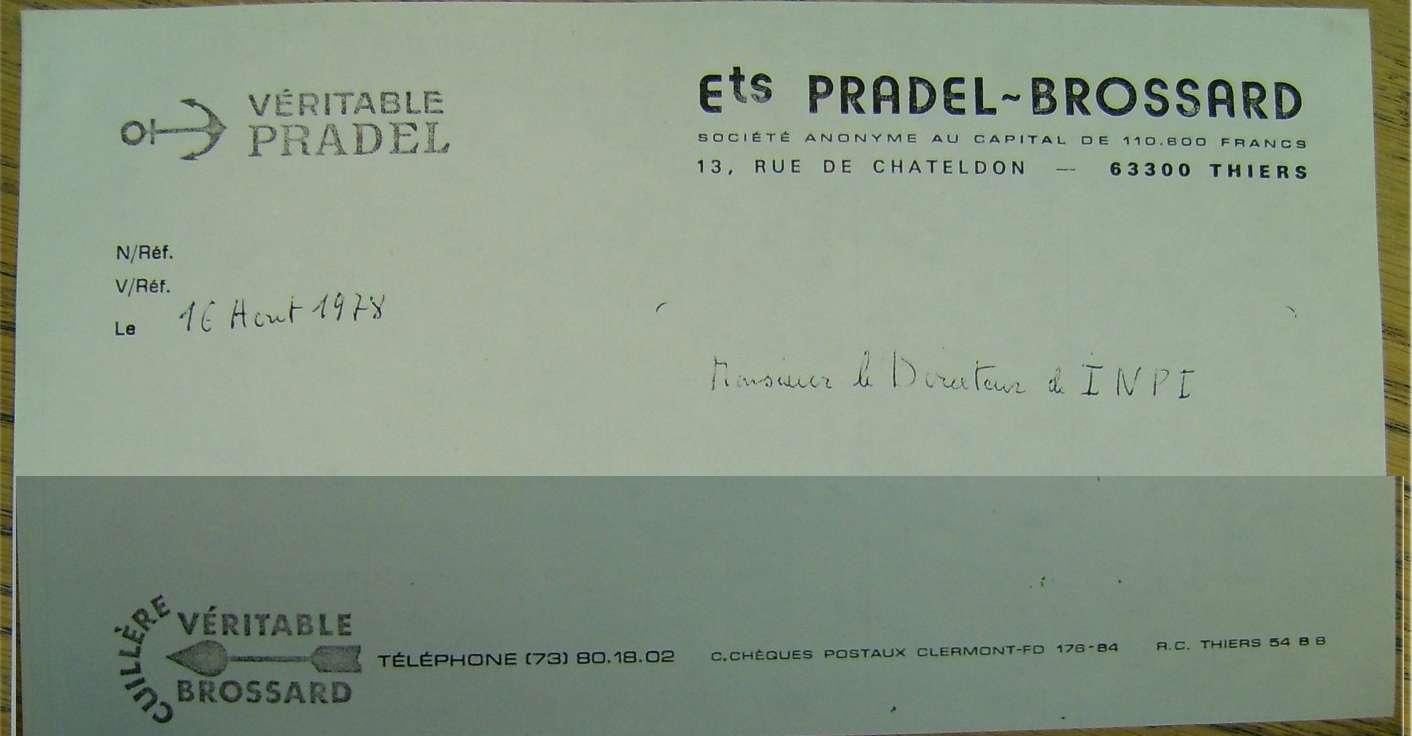 VÉRITABLE
PRADEL
Ets PRADEL~BROSSARD
SOCIÉTÉ ANONYME AU CAPITAL DE 110.600 FRANCS
13, RUE DE CHATELDON — 63300 THIERS
N/Réf.
V/Réf.
Le 16 Aout 1978
Monsieur le Directeur de INPI
CUILLÈRE
VÉRITABLE
BROSSARD
TÉLÉPHONE (73) 80.18.02 C.CHÈQUES POSTAUX CLERMONT-FD 176-84 R.C. THIERS 54 B 8